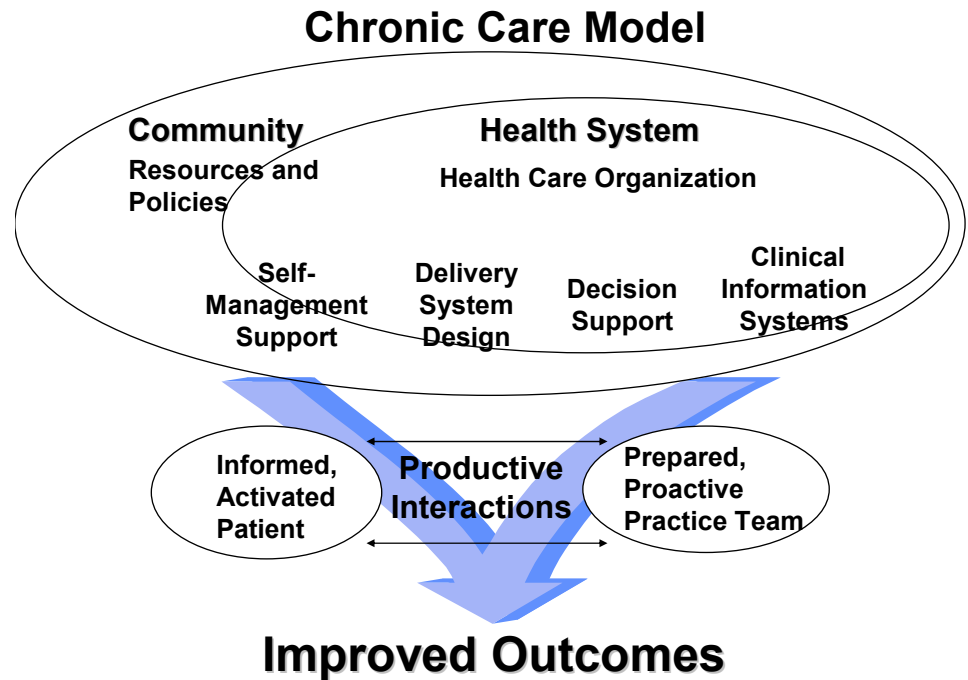 Chronic Care Model
Community
Resources and
Policies
Health System
Health Care Organization
Self-
Management
Support
Delivery
System
Design
Decision
Support
Clinical
Information
Systems
Informed,
Activated
Patient
Productive
Interactions
Prepared,
Proactive
Practice Team
Improved Outcomes